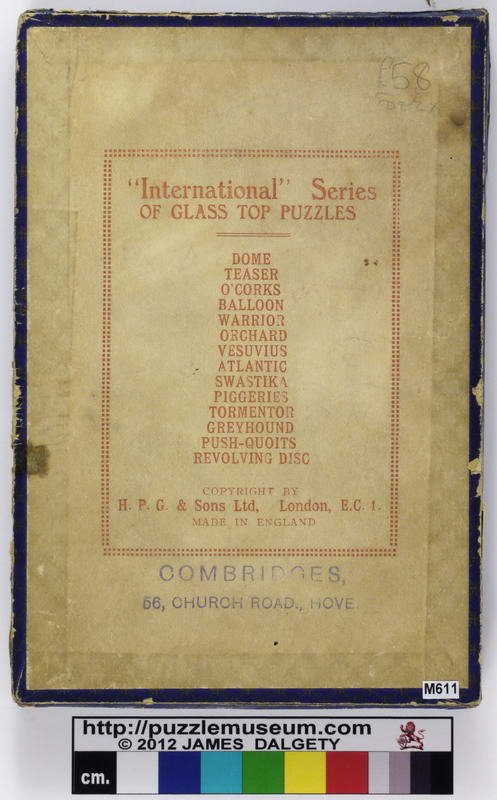 £58
"International" Series
OF GLASS TOP PUZZLES
DOME
TEASER
O'CORKS
BALLOON
WARRIOR
ORCHARD
VESUVIUS
ATLANTIC
SWASTIKA
PIGGERIES
TORMENTOR
GREYHOUND
PUSH-QUOITS
REVOLVING DISC
COPYRIGHT BY
H. P. G. & Sons Ltd, London, E.C. 1.
MADE IN ENGLAND
COMBRIDGES,
56, CHURCH ROAD., HOVE.
M611
http://puzzlemuseum.com
© 2012 JAMES DALGETY
cm.